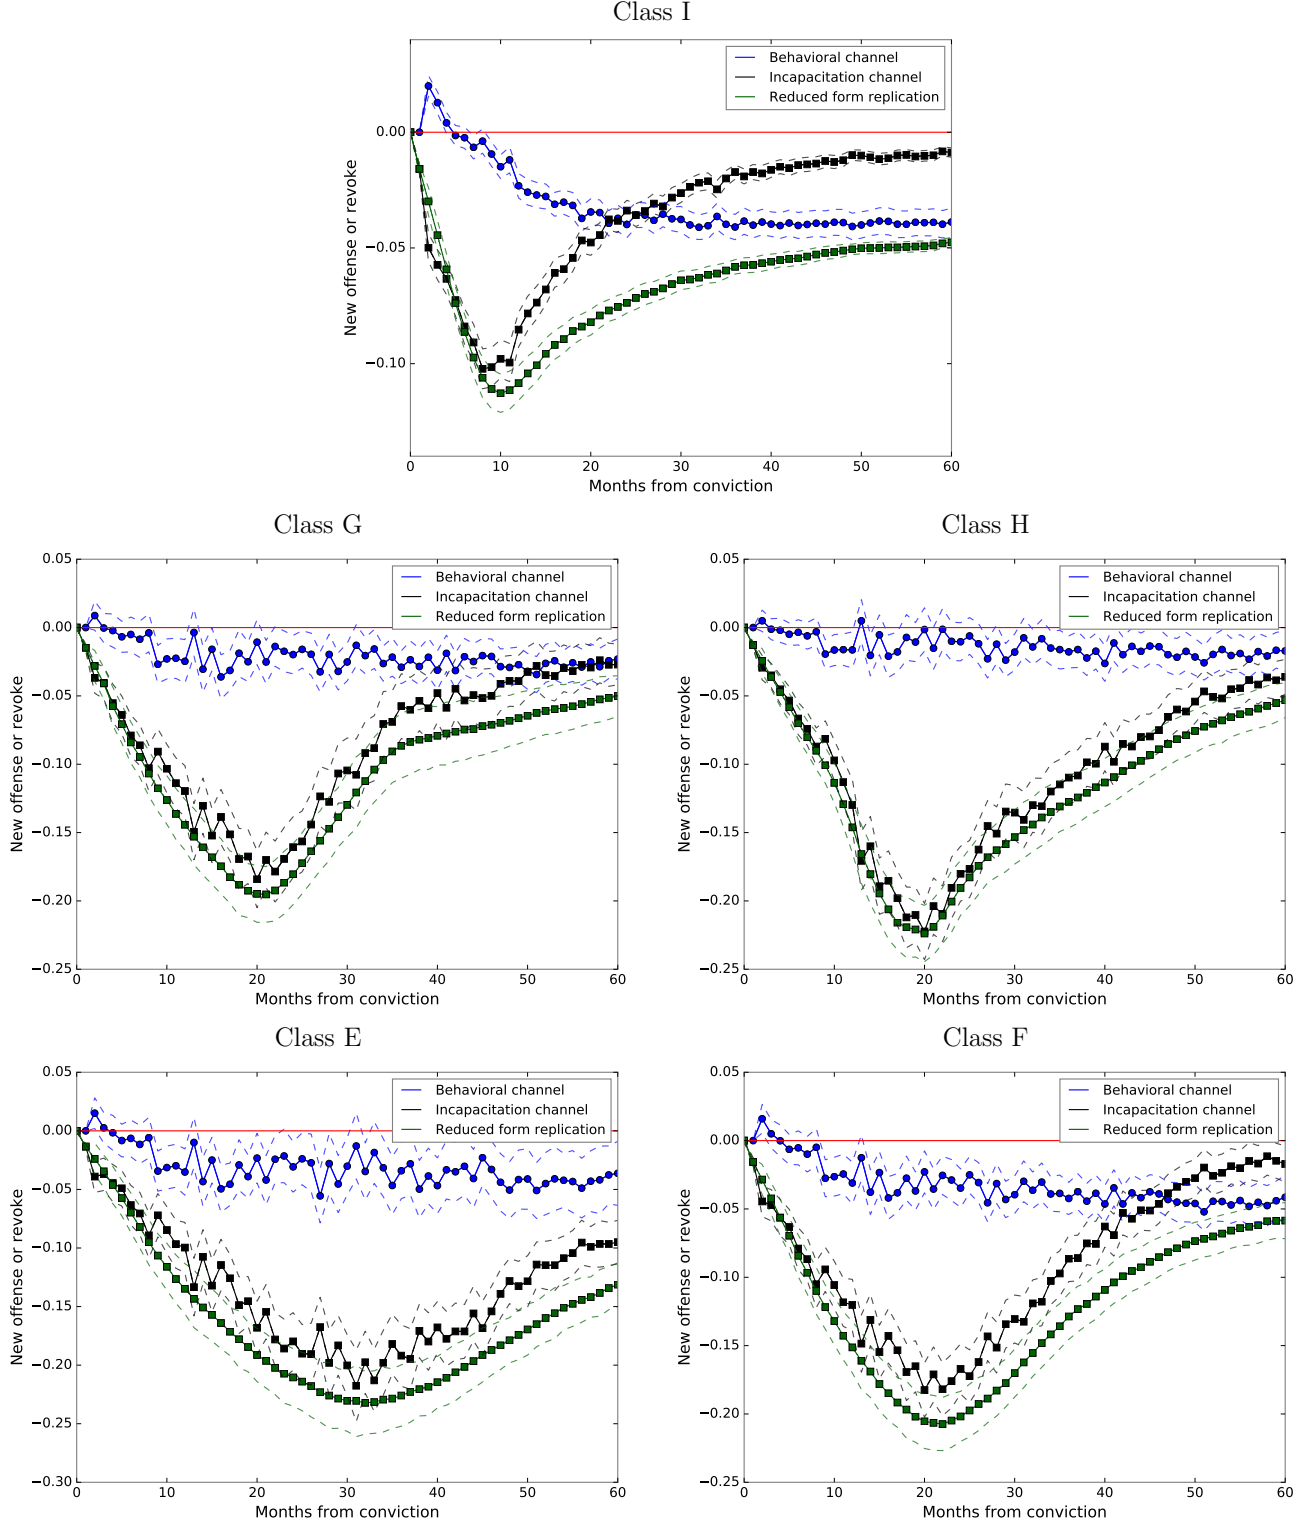 Class I
Behavioral channel
Incapacitation channel
Reduced form replication
0.00
−0.05
−0.10
New offense or revoke
0 10 20 30 40 50 60
Months from conviction
Class G
Behavioral channel
Incapacitation channel
Reduced form replication
0.05
0.00
−0.05
−0.10
−0.15
−0.20
−0.25
New offense or revoke
0 10 20 30 40 50 60
Months from conviction
Class H
Behavioral channel
Incapacitation channel
Reduced form replication
0.05
0.00
−0.05
−0.10
−0.15
−0.20
−0.25
New offense or revoke
0 10 20 30 40 50 60
Months from conviction
Class E
Behavioral channel
Incapacitation channel
Reduced form replication
0.05
0.00
−0.05
−0.10
−0.15
−0.20
−0.25
−0.30
New offense or revoke
0 10 20 30 40 50 60
Months from conviction
Class F
Behavioral channel
Incapacitation channel
Reduced form replication
0.05
0.00
−0.05
−0.10
−0.15
−0.20
−0.25
New offense or revoke
0 10 20 30 40 50 60
Months from conviction